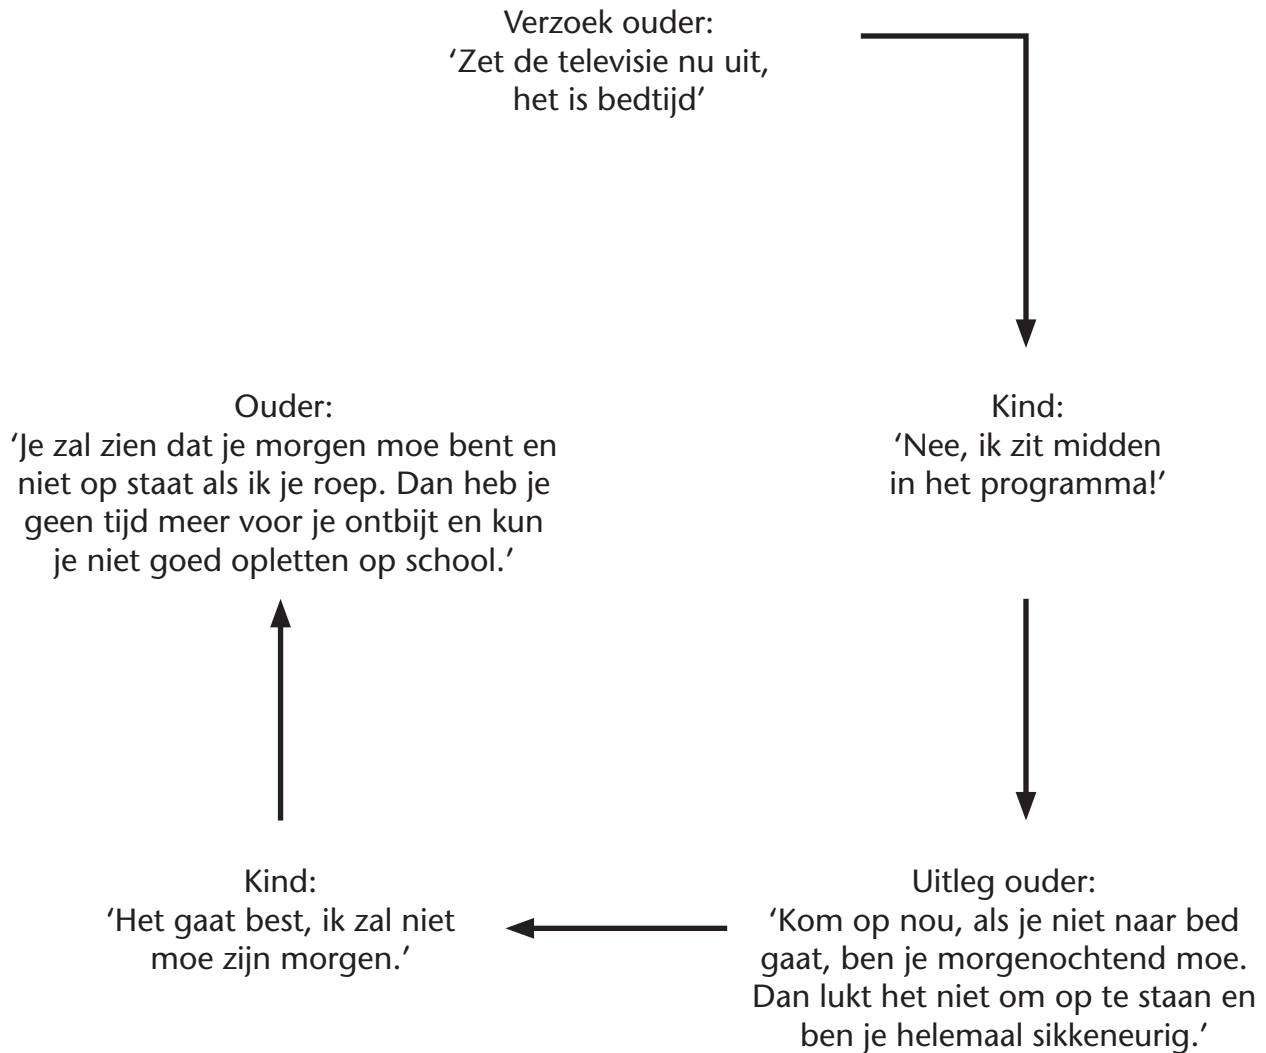 Verzoek ouder:
‘Zet de televisie nu uit,
het is bedtijd’
Kind:
‘Nee, ik zit midden
in het programma!’
Uitleg ouder:
‘Kom op nou, als je niet naar bed
gaat, ben je morgenochtend moe.
Dan lukt het niet om op te staan en
ben je helemaal sikkeneurig.’
Kind:
‘Het gaat best, ik zal niet
moe zijn morgen.’
Ouder:
‘Je zal zien dat je morgen moe bent en
niet op staat als ik je roep. Dan heb je
geen tijd meer voor je ontbijt en kun
je niet goed opletten op school.’